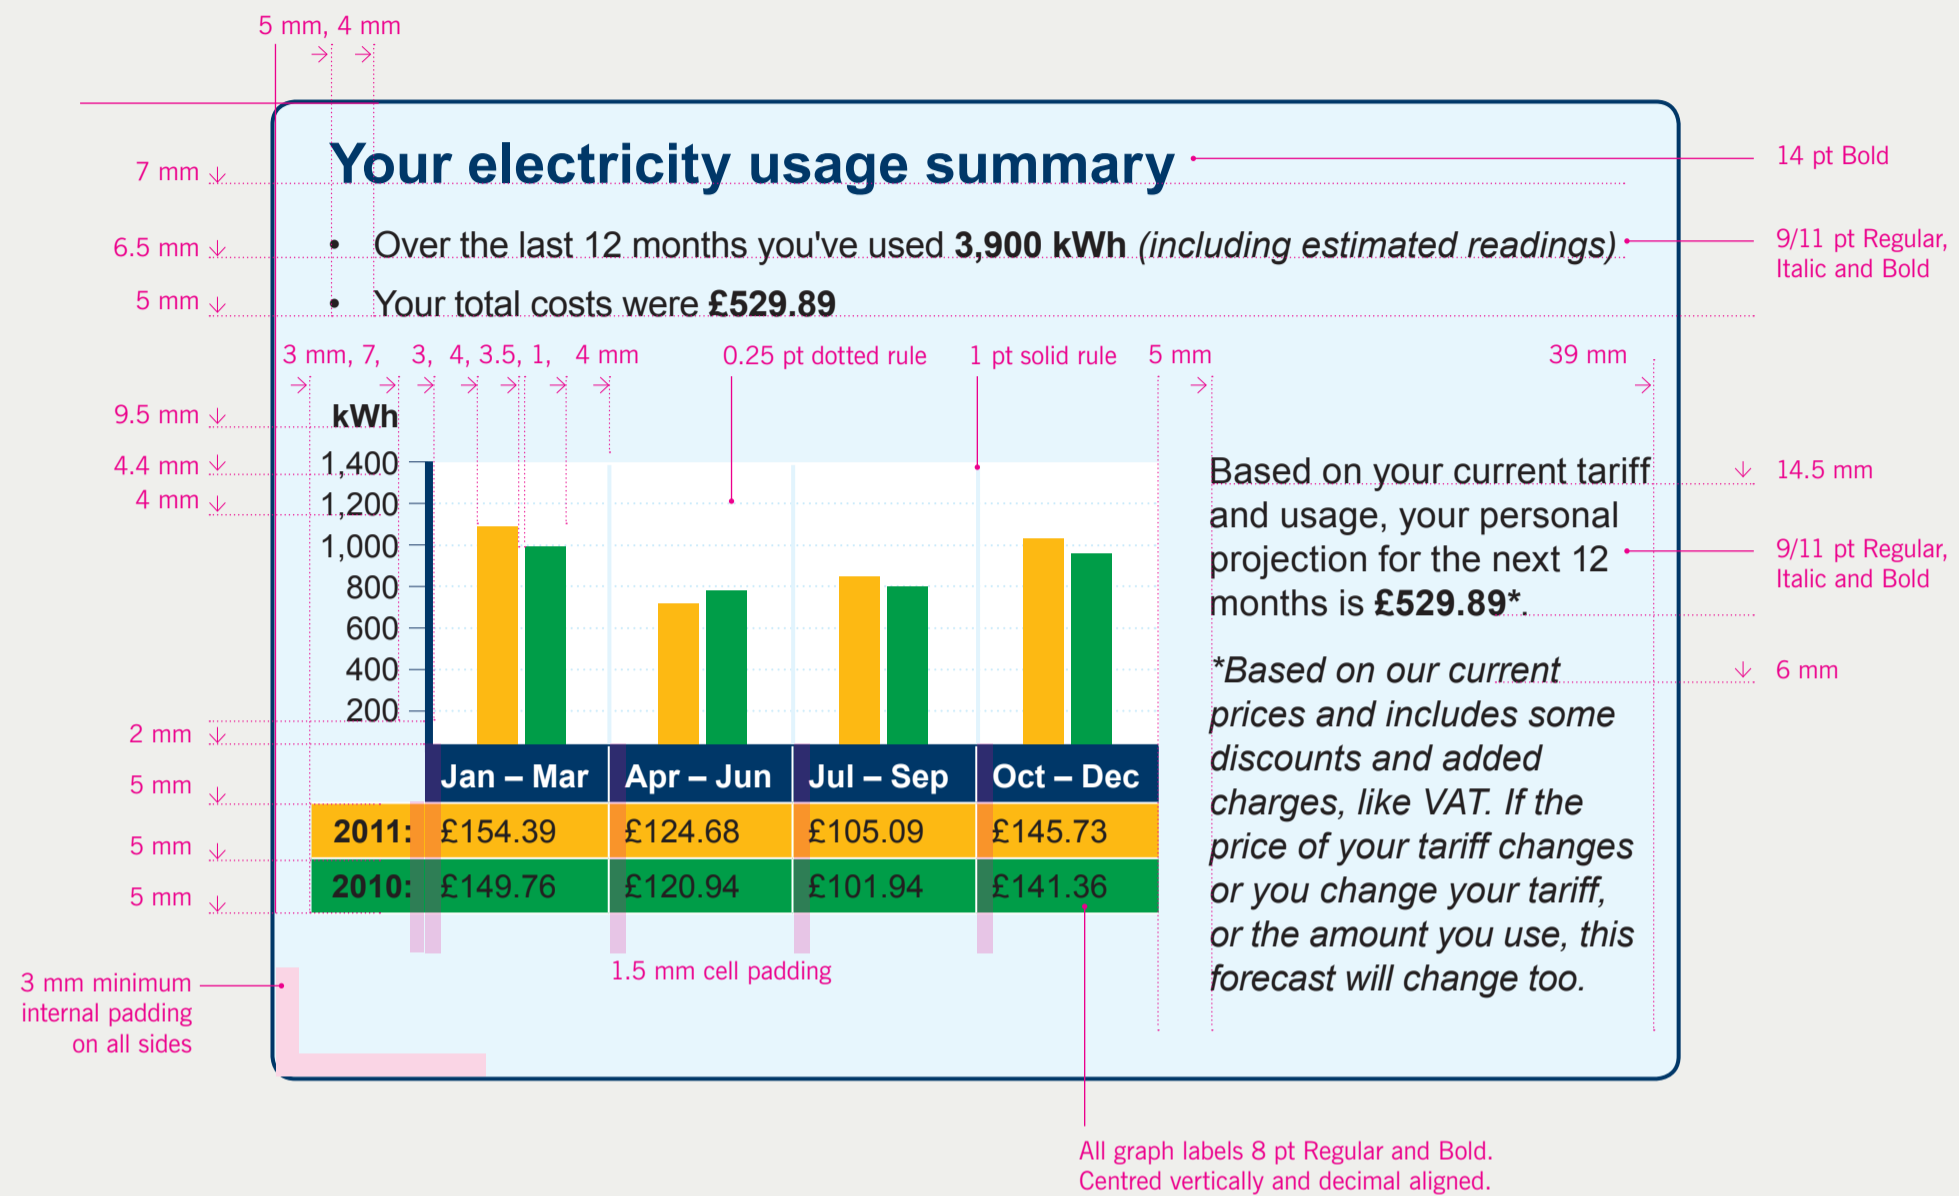 5 mm, 4 mm
Your electricity usage summary
14 pt Bold
7 mm
• Over the last 12 months you've used 3,900 kWh (including estimated readings)
9/11 pt Regular,
Italic and Bold
6.5 mm
• Your total costs were £529.89
5 mm
3 mm, 7, 3, 4, 3.5, 1, 4 mm
0.25 pt dotted rule
1 pt solid rule
5 mm
39 mm
9.5 mm
4.4 mm
4 mm
kWh
1,400
1,200
1,000
800
600
400
200
2 mm
5 mm
5 mm
5 mm
Jan – Mar Apr – Jun Jul – Sep Oct – Dec
2011: £154.39 £124.68 £105.09 £145.73
2010: £149.76 £120.94 £101.94 £141.36
Based on your current tariff
and usage, your personal
projection for the next 12
months is £529.89*.
*Based on our current
prices and includes some
discounts and added
charges, like VAT. If the
price of your tariff changes
or you change your tariff,
or the amount you use, this
forecast will change too.
14.5 mm
9/11 pt Regular,
Italic and Bold
6 mm
1.5 mm cell padding
3 mm minimum
internal padding
on all sides
All graph labels 8 pt Regular and Bold.
Centred vertically and decimal aligned.